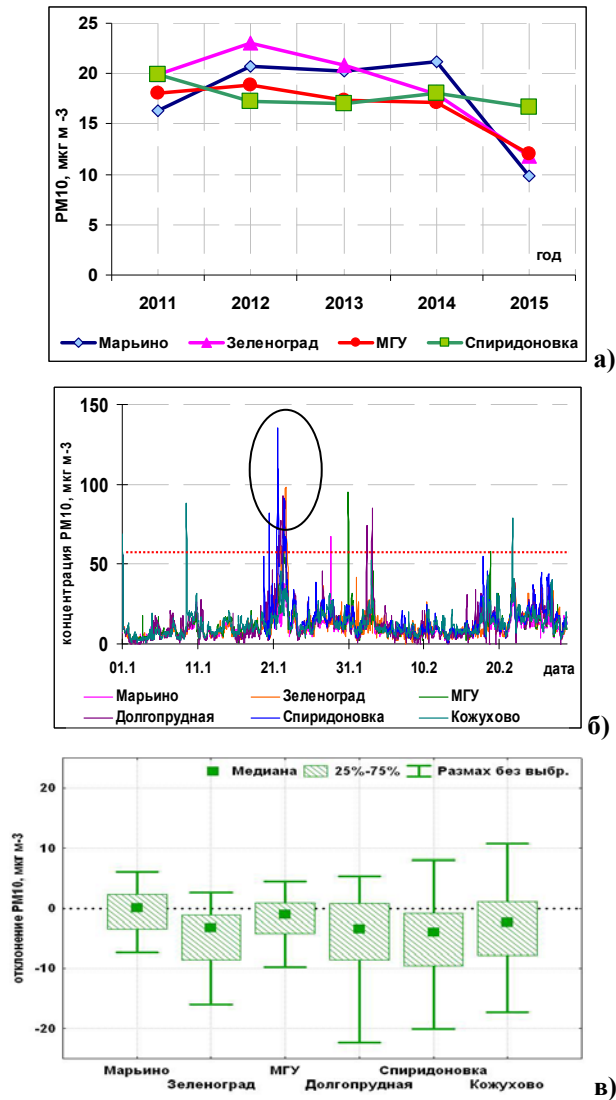 25
20
15
10
5
0
PM10, мкг м -3
год
2011 2012 2013 2014 2015
Марьино Зеленоград МГУ Спиридоновка
а)
150
100
50
0
концентрация PM10, мкг м-3
01.1 11.1 21.1 31.1 10.2 20.2 дата
Марьино Зеленоград МГУ
Долгопрудная Спиридоновка Кожухово
б)
Медиана 25%-75% Размах без выбр.
20
10
0
-10
-20
отклонение PM10, мкг м-3
Марьино МГУ Спиридоновка
Зеленоград Долгопрудная Кожухово
в)